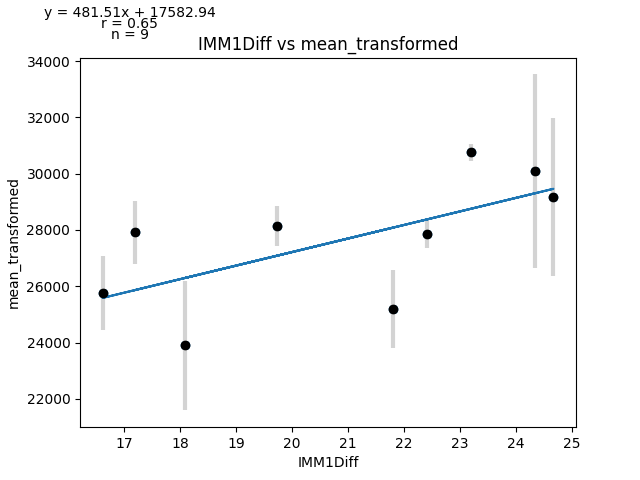 y = 481.51x + 17582.94
r = 0.65
n = 9
IMM1Diff vs mean_transformed
34000
32000
30000
28000
26000
24000
22000
mean_transformed
17 18 19 20 21 22 23 24 25
IMM1Diff